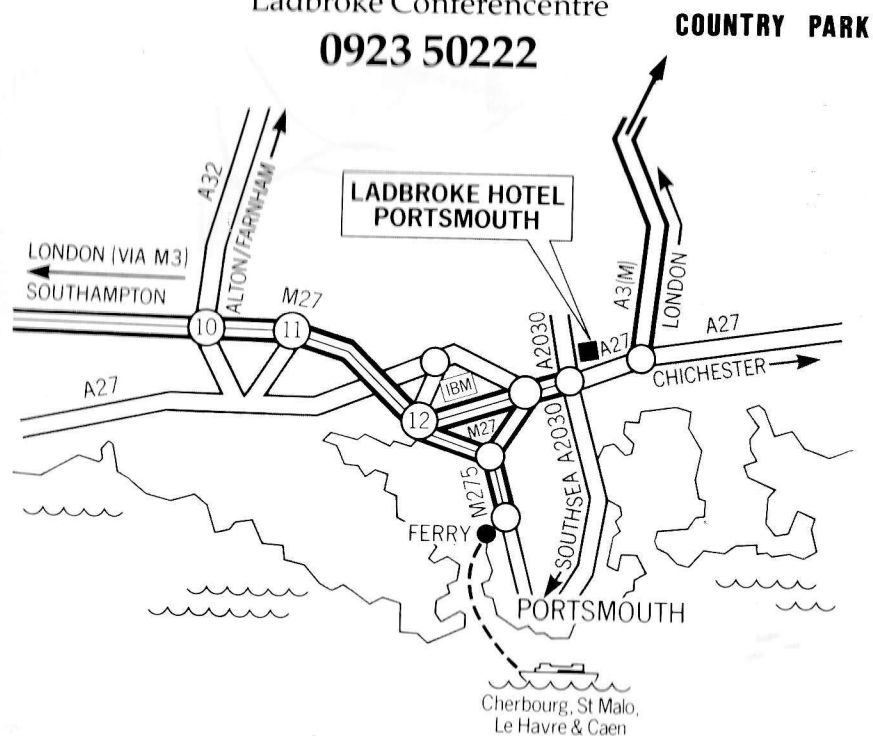 Ladbroke Conferencentre
0923 50222
COUNTRY PARK
LADBROKE HOTEL
PORTSMOUTH
A32
ALTON/FARNHAM
LONDON (VIA M3)
SOUTHAMPTON
M27
10
11
A3(M)
LONDON
A2030
A27
A27
CHICHESTER
A27
IBM
12
M27
M275
SOUTHSEA A2030
FERRY
PORTSMOUTH
Cherbourg, St Malo,
Le Havre & Caen